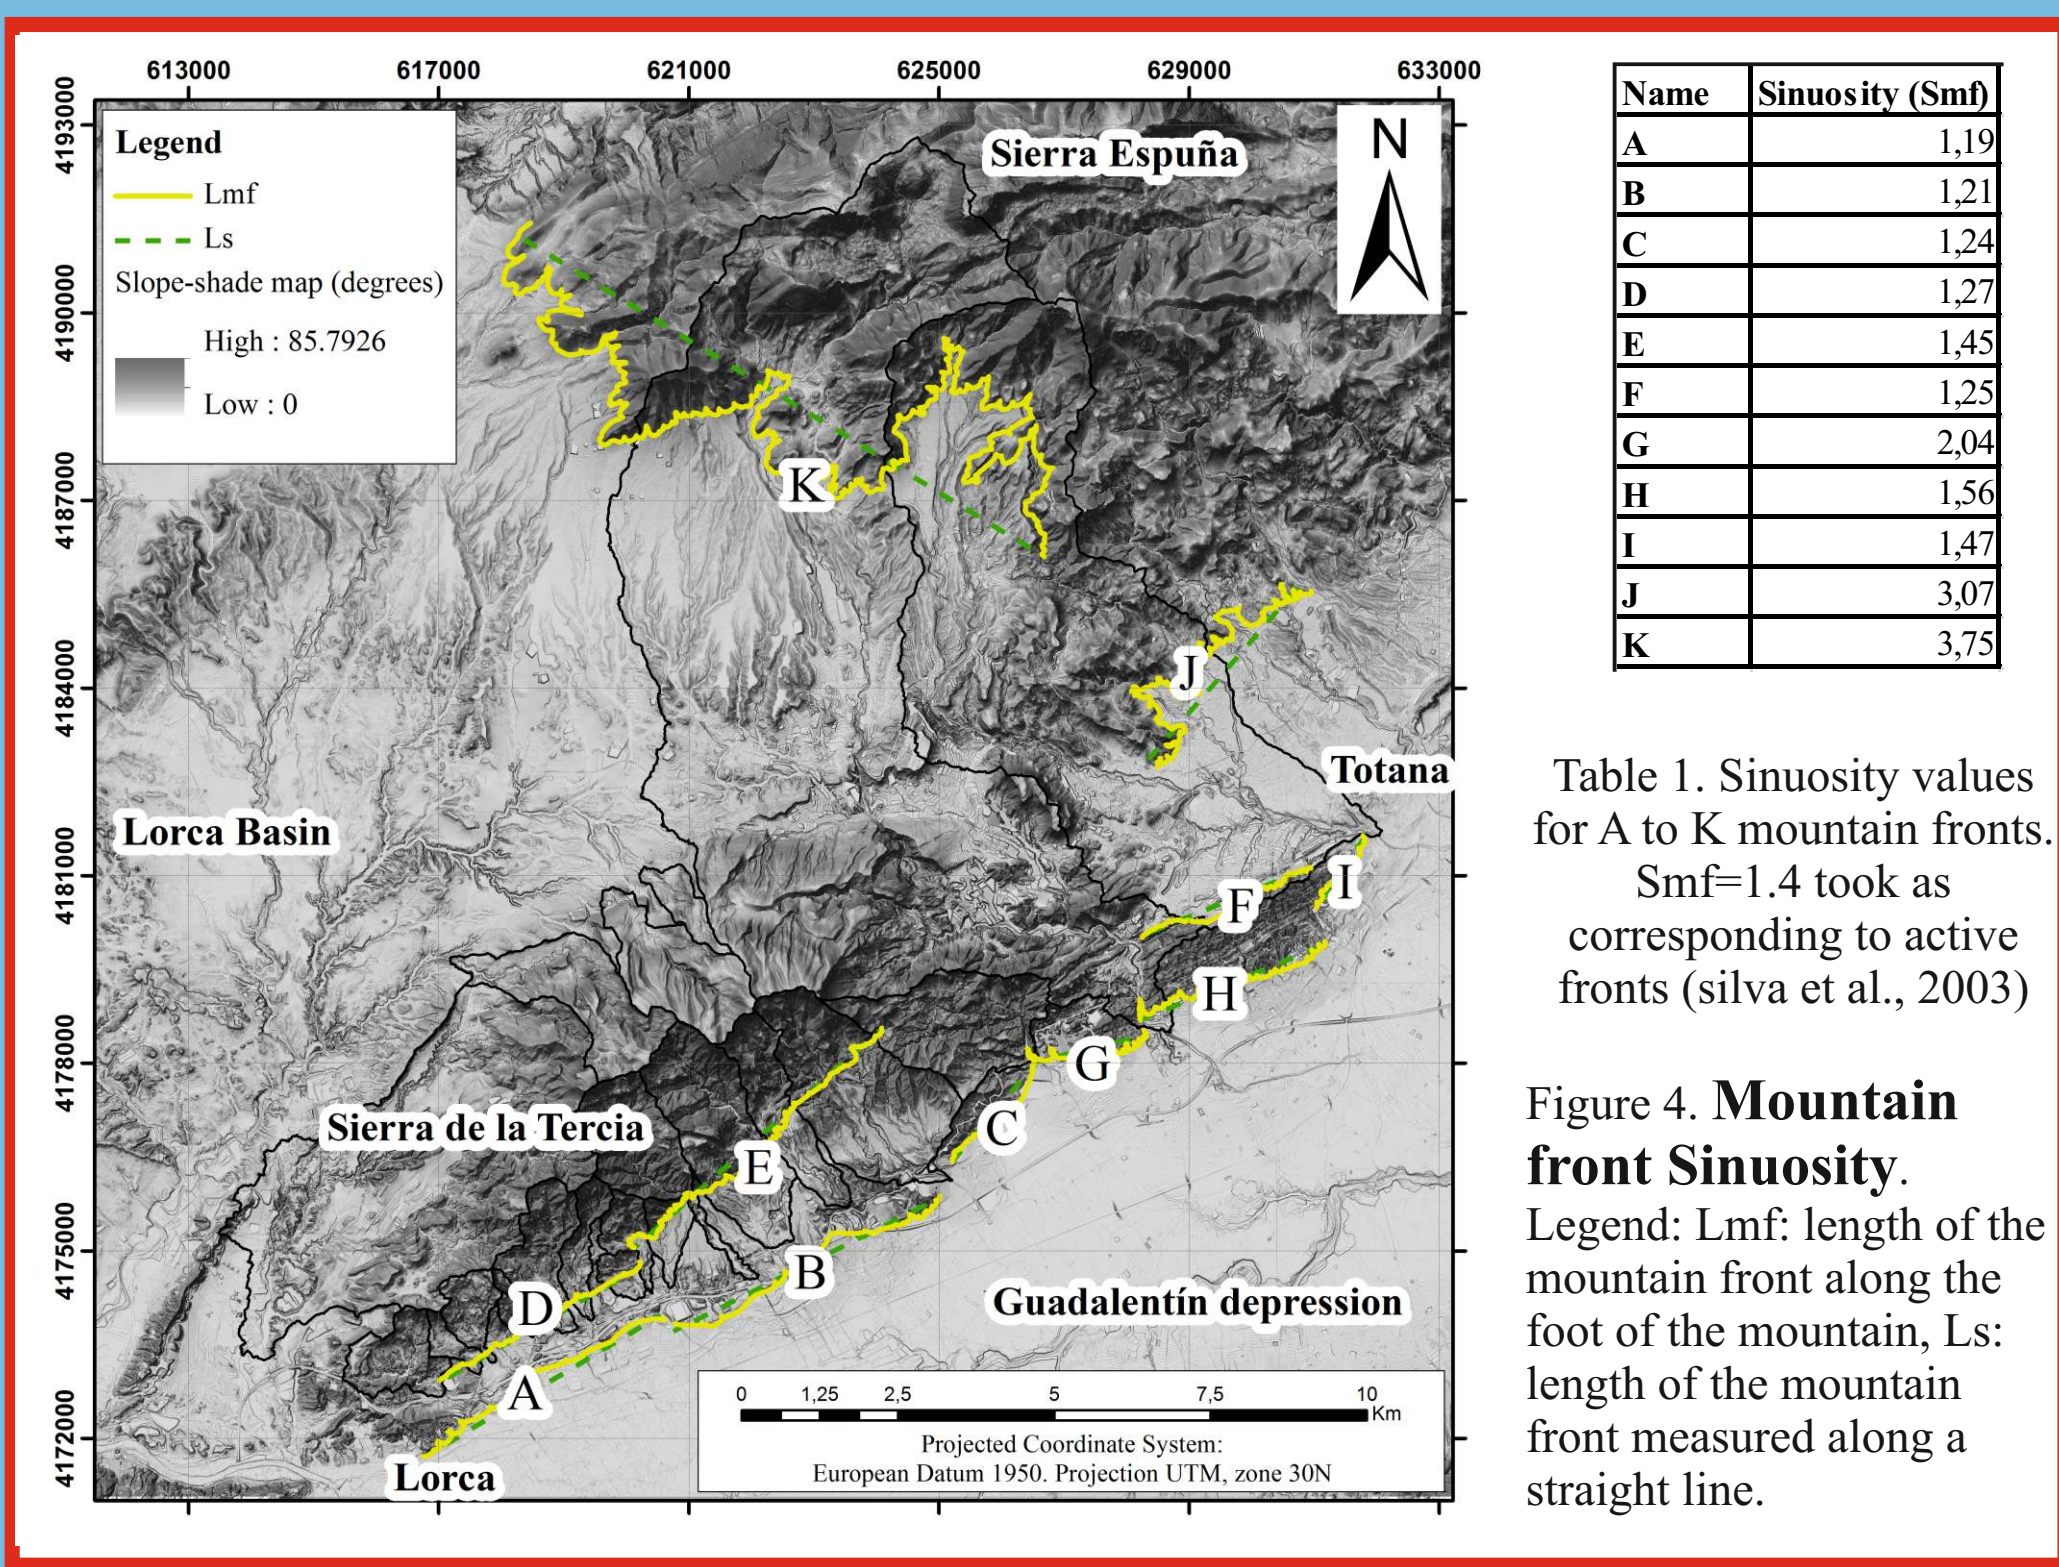 613000 617000 621000 625000 629000 633000
4193000
4190000
4187000
4184000
4181000
4178000
4175000
4172000
Legend
Lmf
Ls
Slope-shade map (degrees)
High : 85.7926
Low : 0
N
Sierra Espuña
K
J
Totana
Lorca Basin
I
F
H
G
Sierra de la Tercia
C
E
B
D
Guadalentín depression
A
Lorca
0 1,25 2,5 5 7,5 10
Km
Projected Coordinate System:
European Datum 1950. Projection UTM, zone 30N
Name Sinuosity (Smf)
A 1,19
B 1,21
C 1,24
D 1,27
E 1,45
F 1,25
G 2,04
H 1,56
I 1,47
J 3,07
K 3,75
Table 1. Sinuosity values
for A to K mountain fronts.
Smf=1.4 took as
corresponding to active
fronts (silva et al., 2003)
Figure 4. Mountain
front Sinuosity.
Legend: Lmf: length of the
mountain front along the
foot of the mountain, Ls:
length of the mountain
front measured along a
straight line.